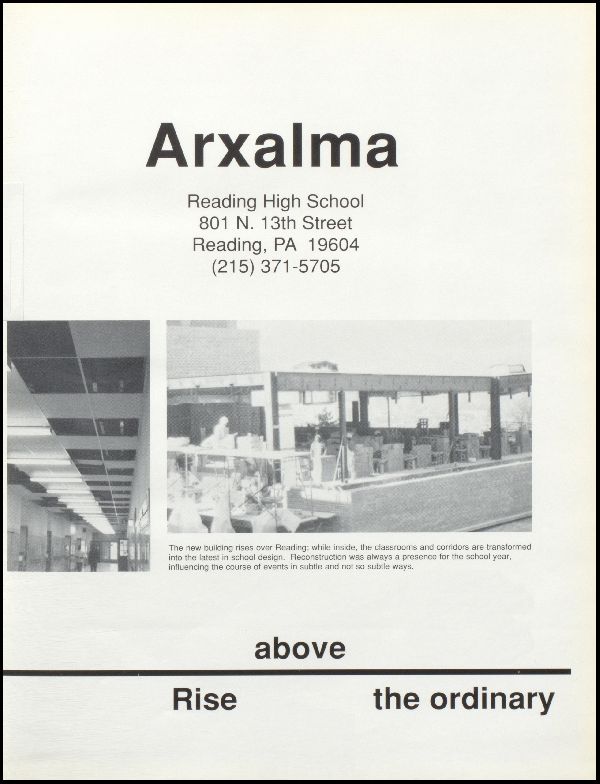 Arxalma
Reading High School
801 N. 13th Street
Reading, PA 19604
(215) 371-5705
The new building rises over Reading; while inside, the classrooms and corridors are transformed
into the latest in school design. Reconstruction was always a presence for the school year,
influencing the course of events in subtle and not so subtle ways.
above
Rise the ordinary